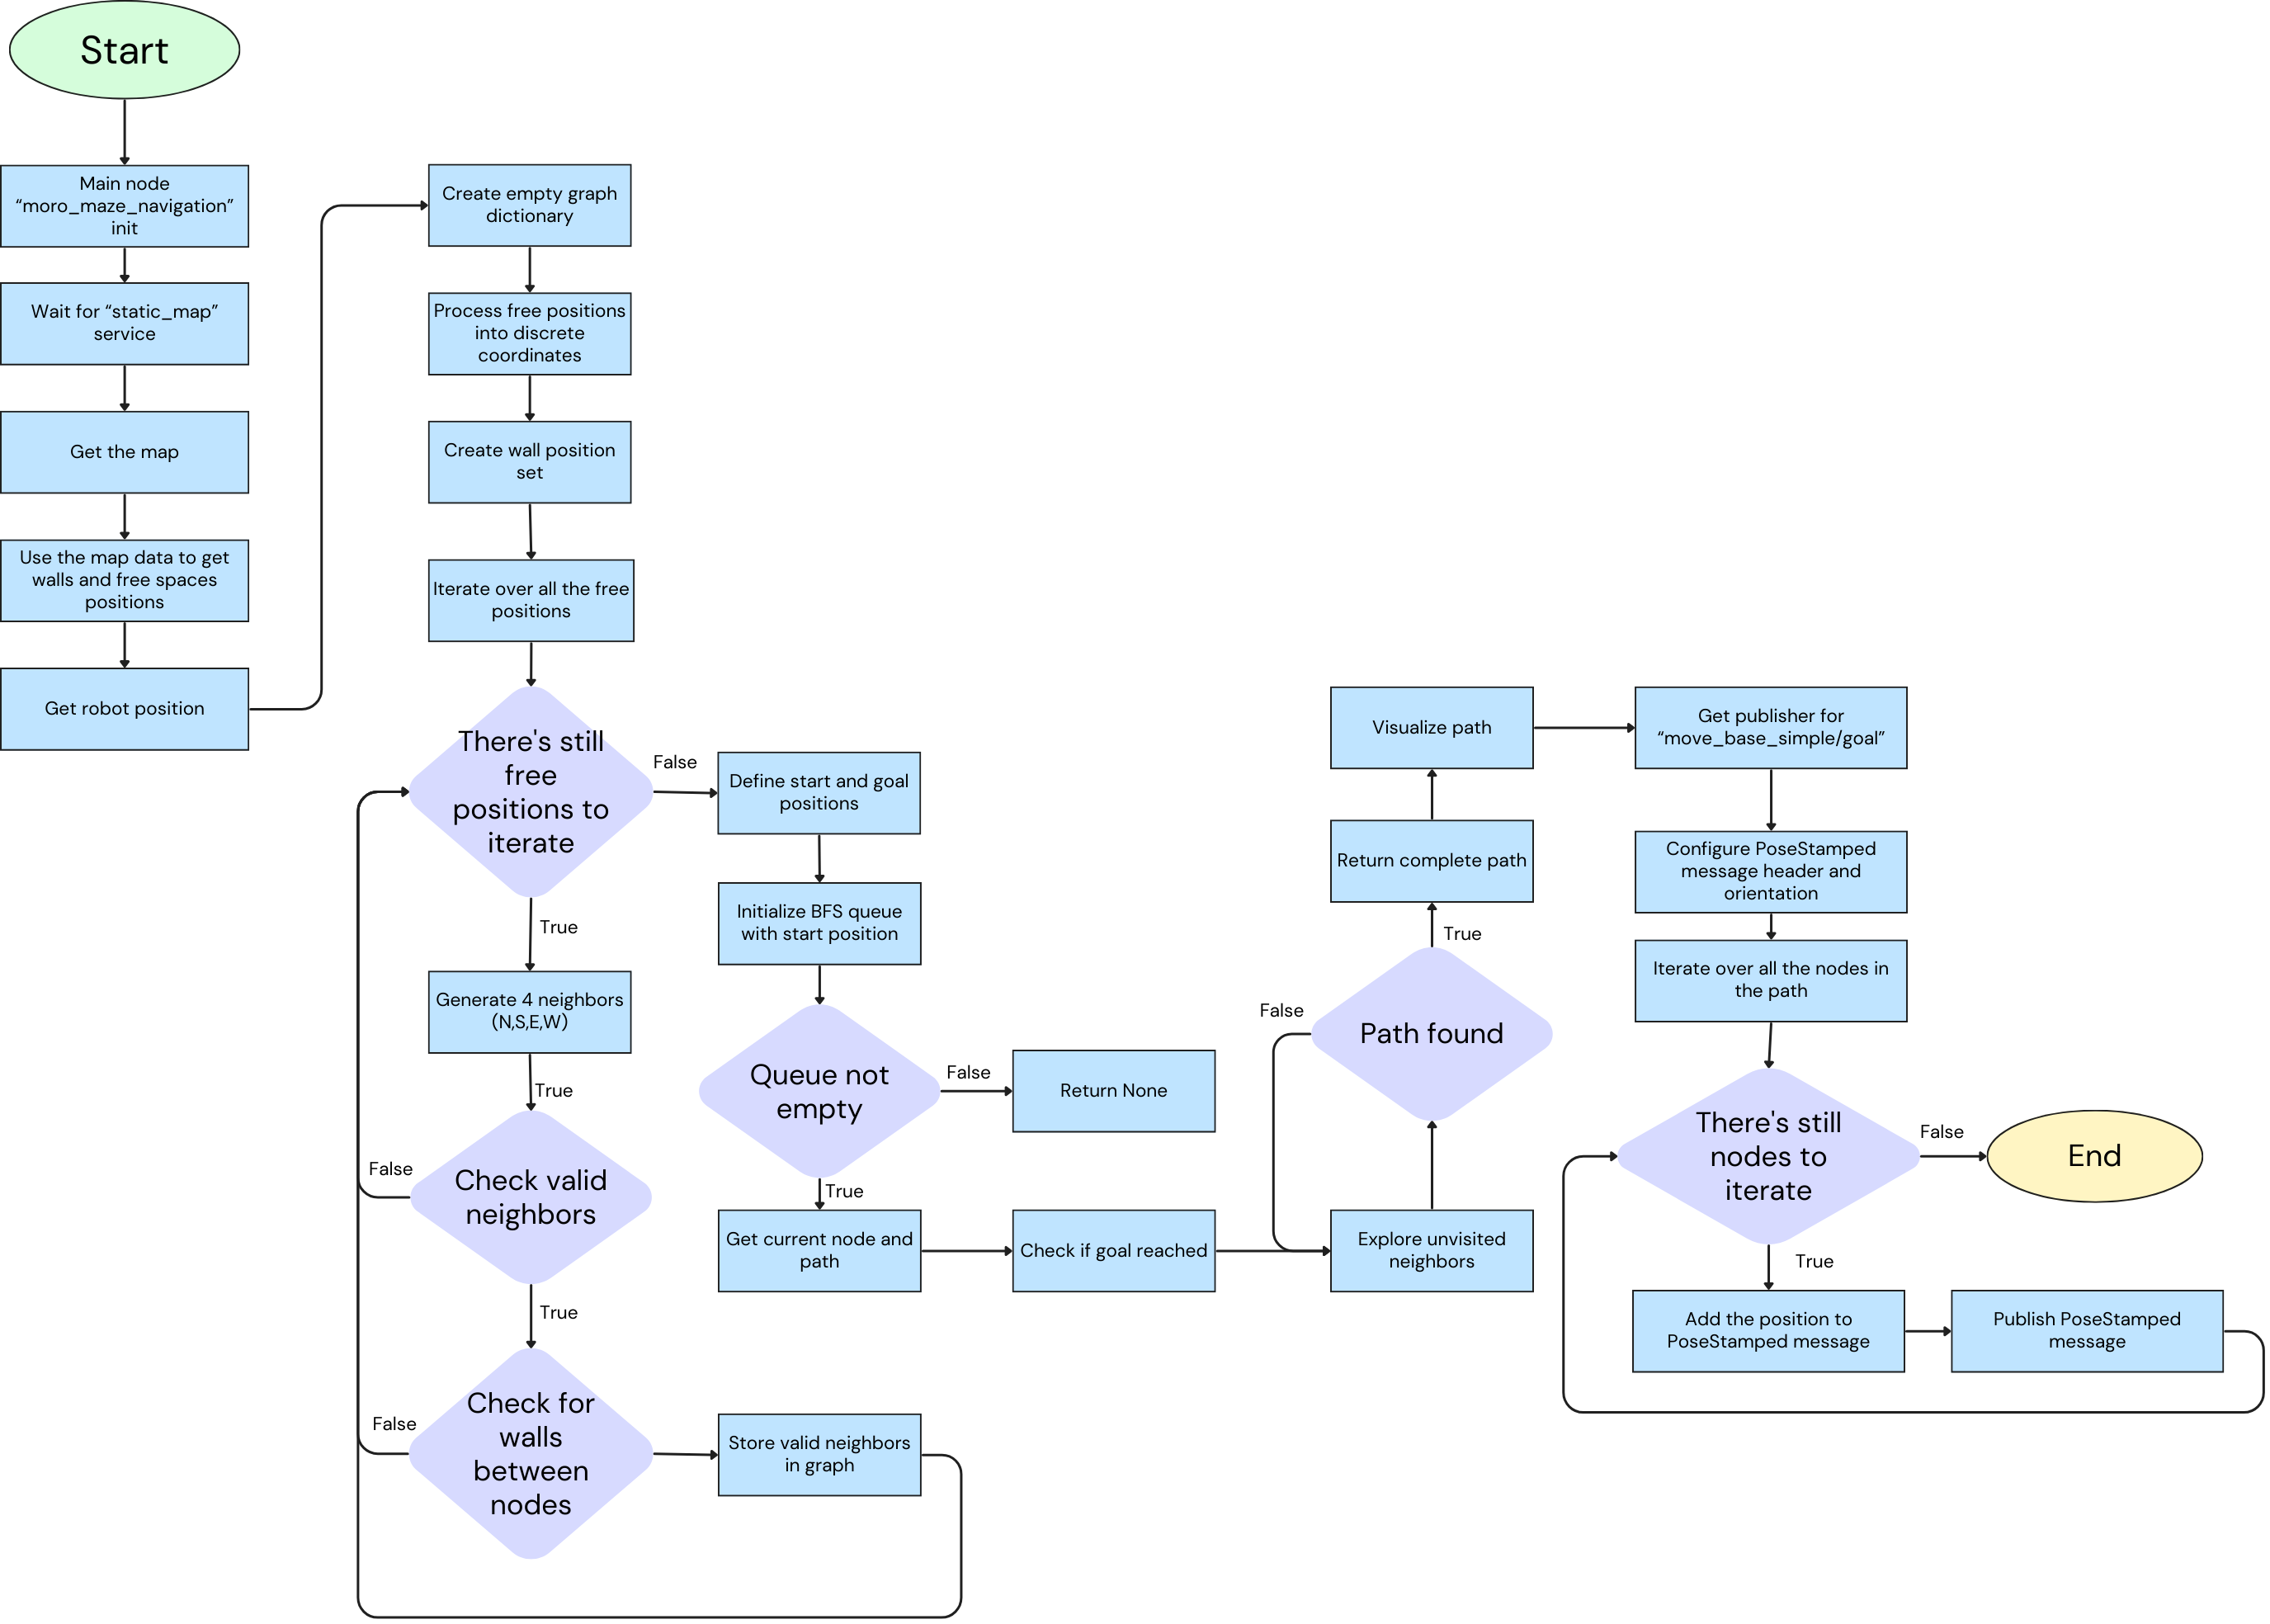 Start
Main node
“moro_maze_navigation”
init
Wait for “static_map”
service
Get the map
Use the map data to get
walls and free spaces
positions
Get robot position
Create empty graph
dictionary
Process free positions
into discrete
coordinates
Create wall position
set
Iterate over all the free
positions
There's still
free
positions to
iterate
False
True
Generate 4 neighbors
(N,S,E,W)
True
Check valid
neighbors
False
True
Check for
walls
between
nodes
False
Store valid neighbors
in graph
Define start and goal
positions
Initialize BFS queue
with start position
Queue not
empty
False
Return None
True
Get current node and
path
Check if goal reached
Explore unvisited
neighbors
Path found
False
True
Return complete path
Visualize path
Get publisher for
“move_base_simple/goal”
Configure PoseStamped
message header and
orientation
Iterate over all the nodes in
the path
There's still
nodes to
iterate
False
End
True
Add the position to
PoseStamped message
Publish PoseStamped
message